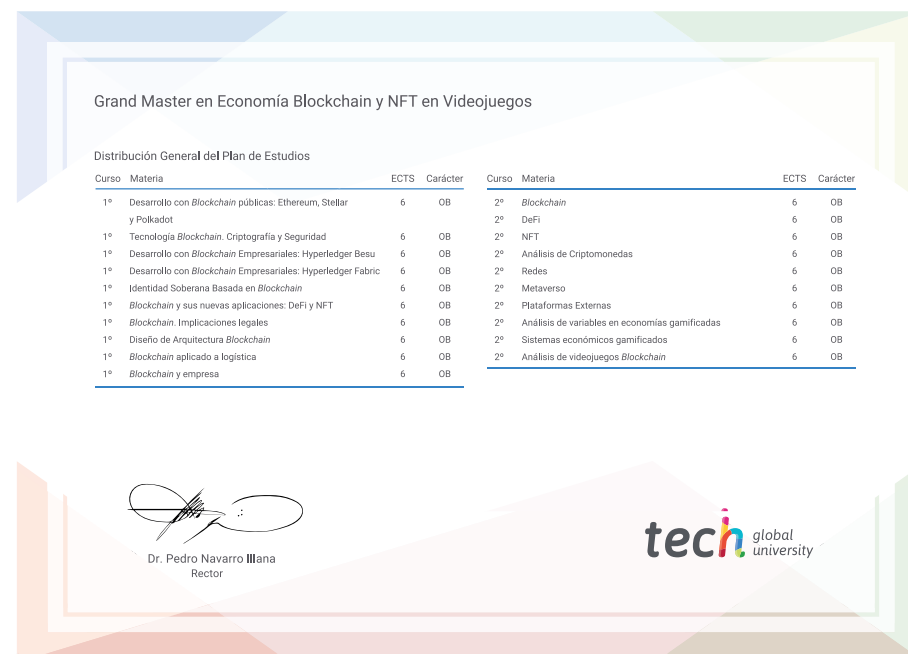 Grand Master en Economía Blockchain y NFT en Videojuegos
Distribución General del Plan de Estudios
Curso Materia ECTS Carácter
1º Desarrollo con Blockchain públicas: Ethereum, Stellar 6 OB
y Polkadot
1º Tecnología Blockchain. Criptografía y Seguridad 6 OB
1º Desarrollo con Blockchain Empresariales: Hyperledger Besu 6 OB
1º Desarrollo con Blockchain Empresariales: Hyperledger Fabric 6 OB
1º Identidad Soberana Basada en Blockchain 6 OB
1º Blockchain y sus nuevas aplicaciones: DeFi y NFT 6 OB
1º Blockchain. Implicaciones legales 6 OB
1º Diseño de Arquitectura Blockchain 6 OB
1º Blockchain aplicado a logística 6 OB
1º Blockchain y empresa 6 OB
Curso Materia ECTS Carácter
2º Blockchain 6 OB
2º DeFi 6 OB
2º NFT 6 OB
2º Análisis de Criptomonedas 6 OB
2º Redes 6 OB
2º Metaverso 6 OB
2º Plataformas Externas 6 OB
2º Análisis de variables en economías gamificadas 6 OB
2º Sistemas económicos gamificados 6 OB
2º Análisis de videojuegos Blockchain 6 OB
Dr. Pedro Navarro Illana
Rector
tech global
university